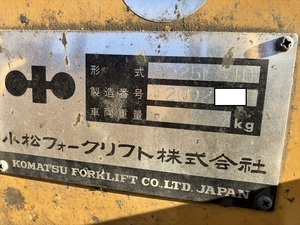 形式
製造番号
車両重量 kg
小松フォークリフト株式会社
KOMATSU FORKLIFT CO.,LTD. JAPAN